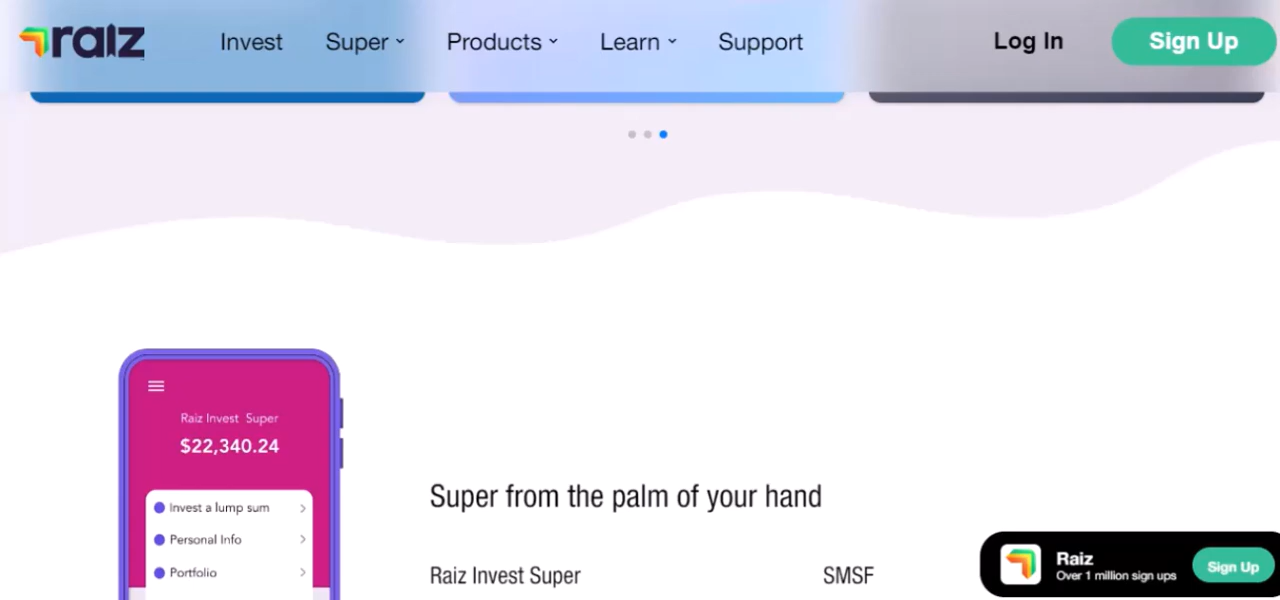 raiz
Invest Super Products Learn Support Log In Sign Up
Raiz Invest Super
$22,340.24
Invest a lump sum
Personal Info
Portfolio
Super from the palm of your hand
Raiz Invest Super SMSF
Raiz
Over 1 million sign ups
Sign Up